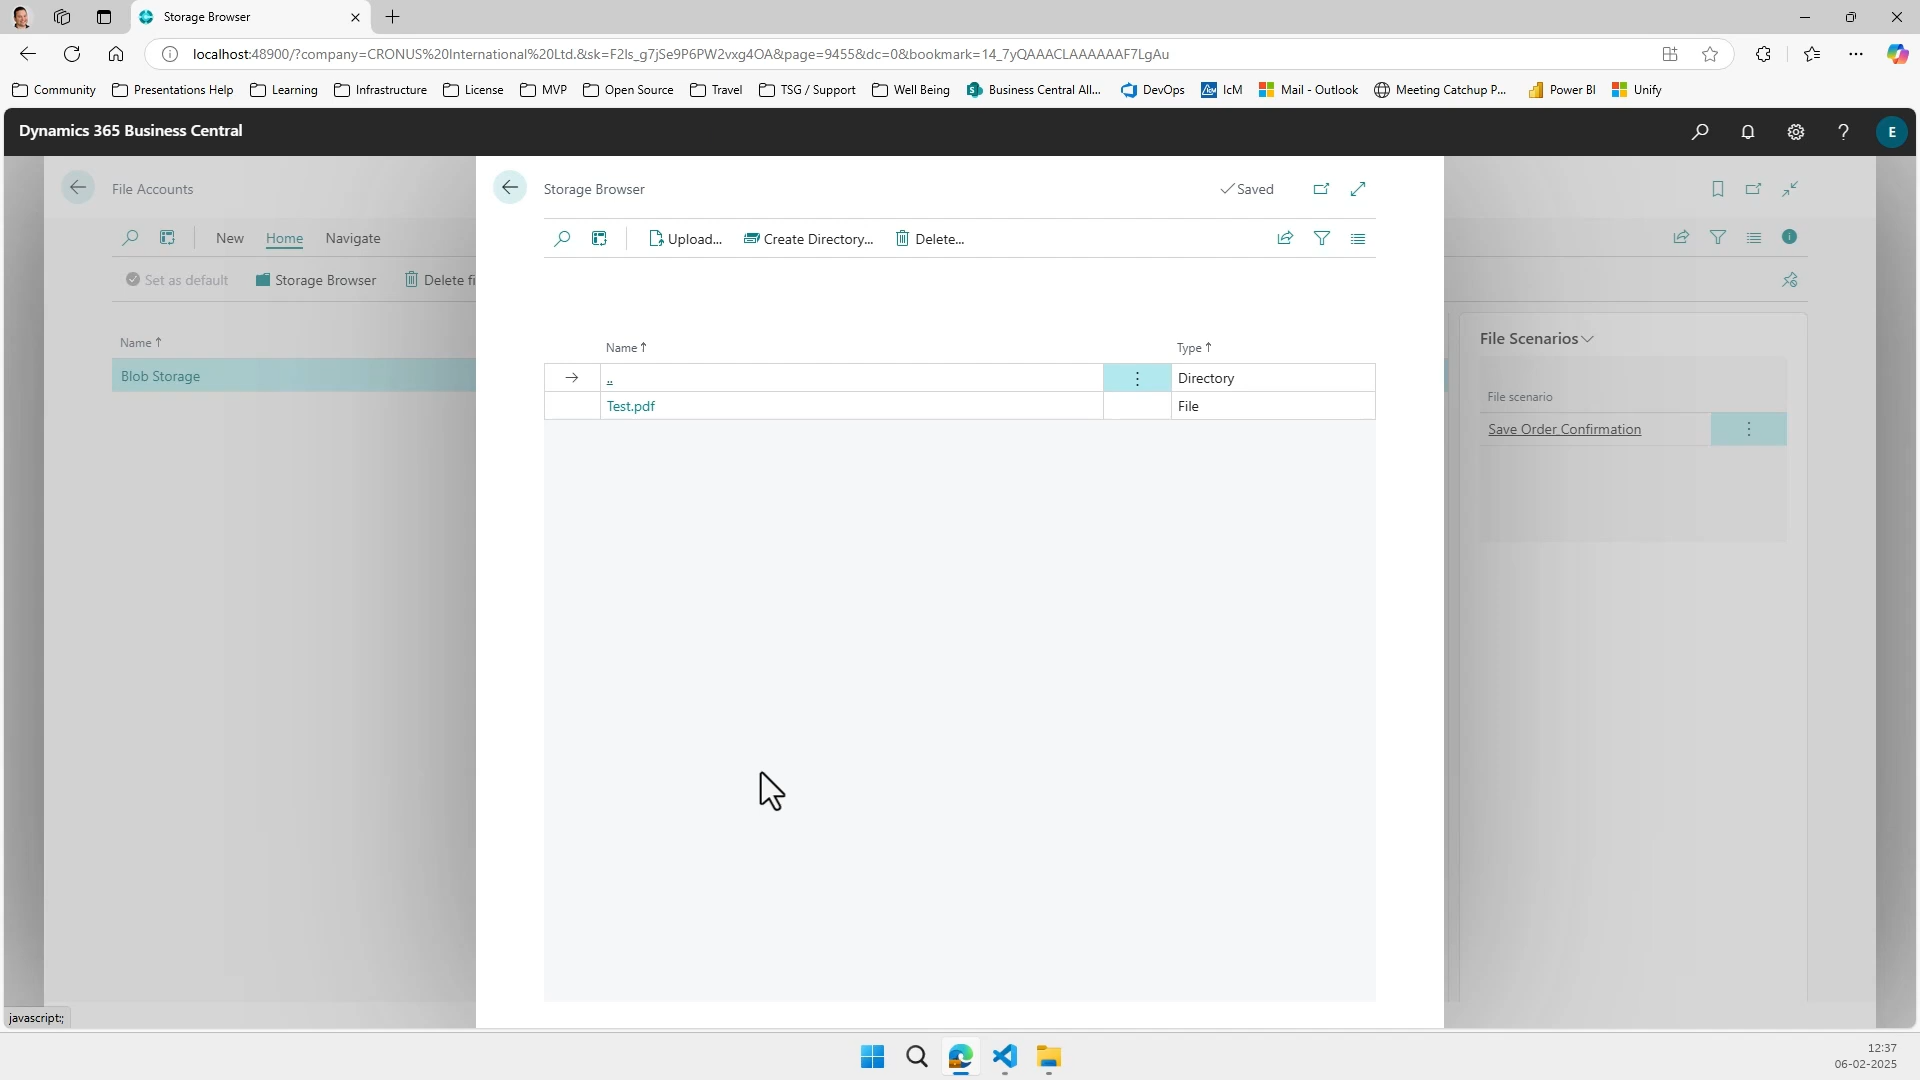 Storage Browser
localhost:48900/?company=CRONUS%20International%20Ltd.&sk=F2Is_g7jSe9P6PW2vxg4OA&page=9455&dc=0&bookmark=14_7yQAAACLAAAAAAF7LgAu
Community Presentations Help Learning Infrastructure License MVP Open Source Travel TSG / Support Well Being Business Central All... DevOps IcM Mail - Outlook Meeting Catchup P... Power BI Unify
Dynamics 365 Business Central
E
File Accounts
New Home Navigate
Set as default Storage Browser Delete fi
Name ↑
Blob Storage
Storage Browser
Saved
Upload... Create Directory... Delete...
Name ↑ Type ↑
.. Directory
Test.pdf File
File Scenarios
File scenario
Save Order Confirmation
javascript:;
12:37
06-02-2025